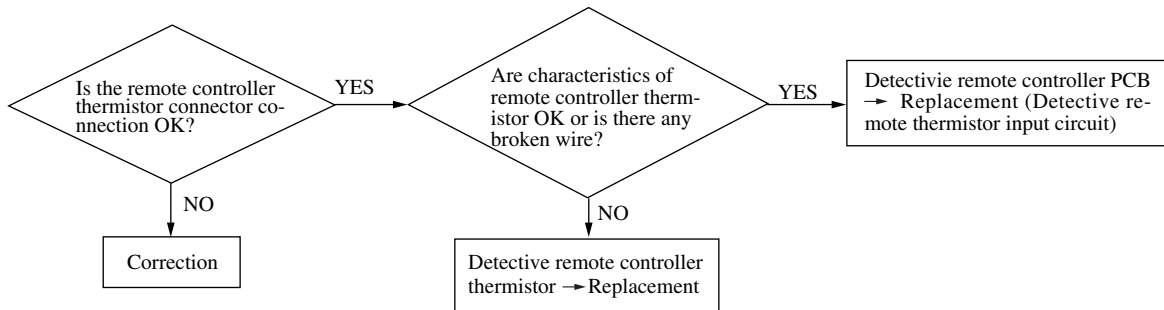 Is the remote controller
thermistor connector co-
nnection OK?
YES
NO
Correction
Are characteristics of
remote controller therm-
istor OK or is there any
broken wire?
YES
NO
Detective remote controller
thermistor → Replacement
Detectivie remote controller PCB
→ Replacement (Detective re-
mote thermistor input circuit)